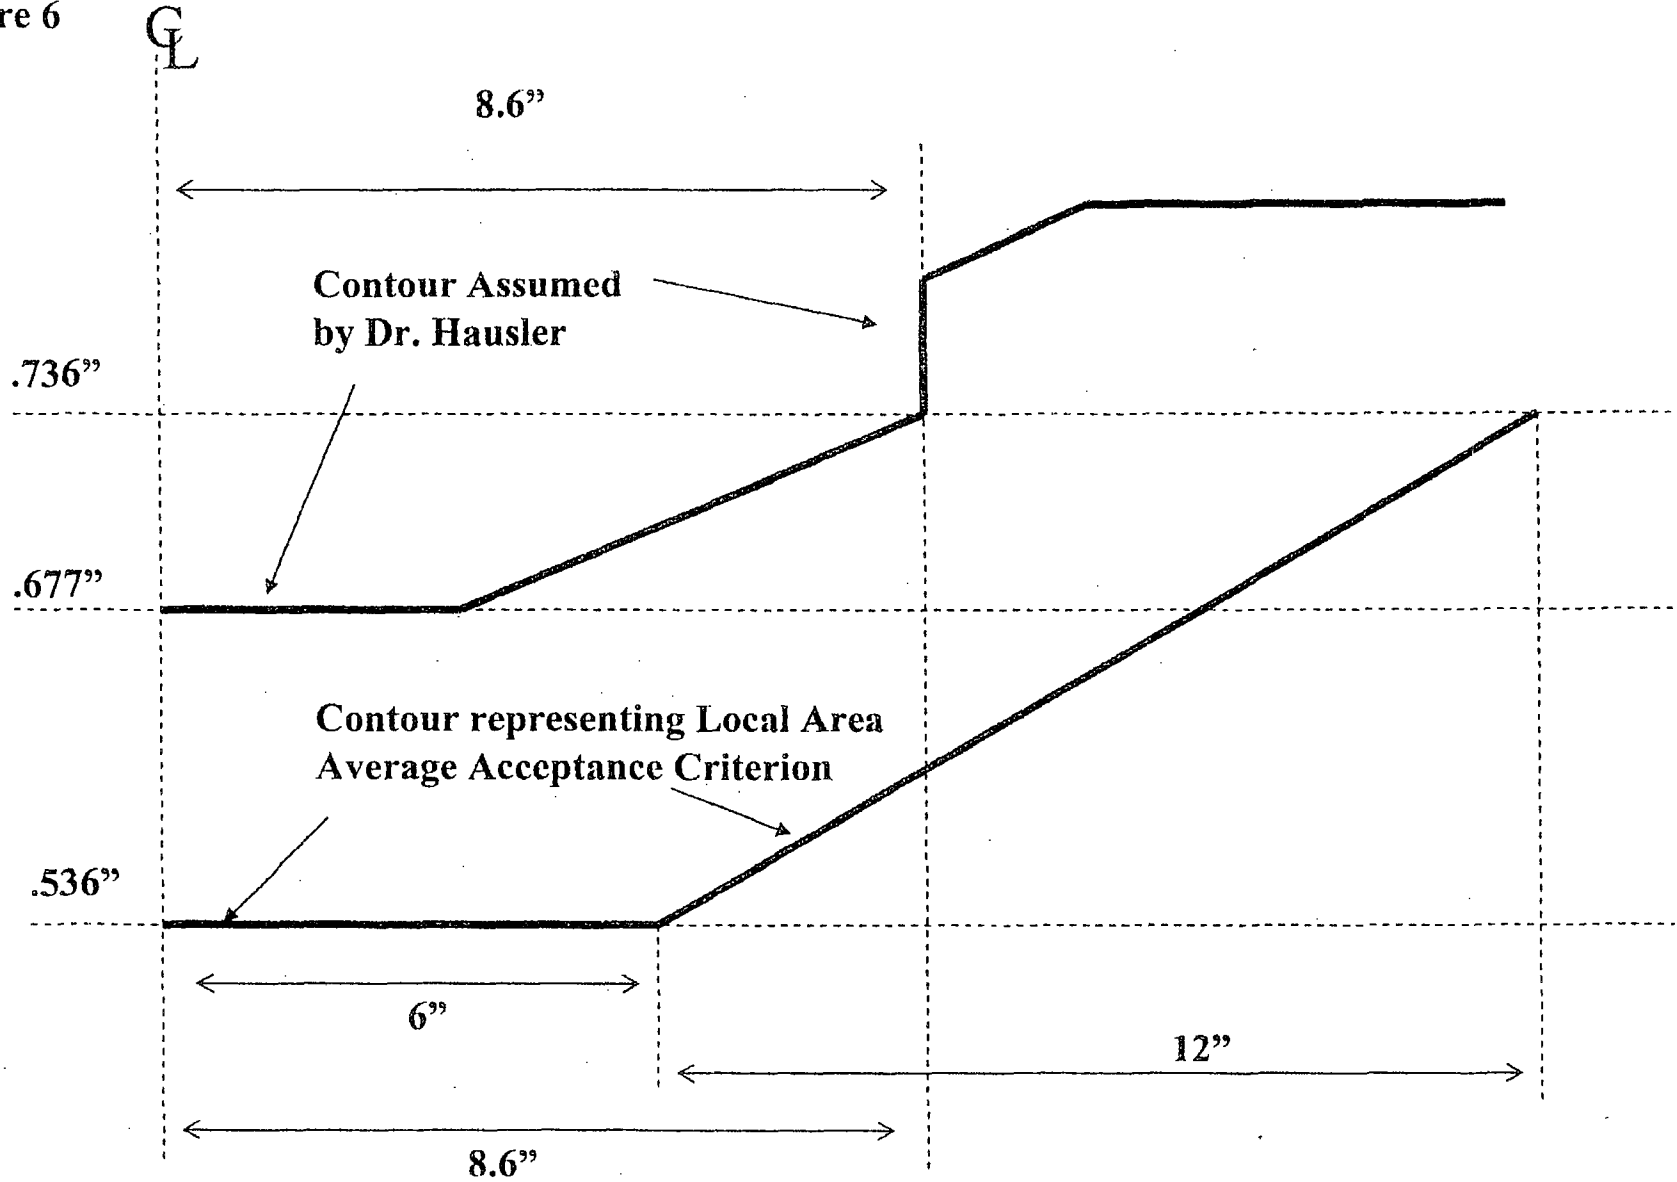 re 6
CL
8.6”
Contour Assumed
by Dr. Hausler
.736”
.677”
Contour representing Local Area
Average Acceptance Criterion
.536”
6”
12”
8.6”